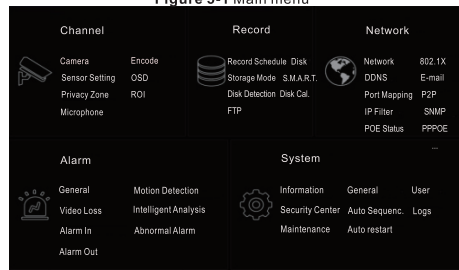 Figure 5-1 Main menu
Channel
Camera Encode
Sensor Setting OSD
Privacy Zone ROI
Microphone
Record
Record Schedule Disk
Storage Mode S.M.A.R.T.
Disk Detection Disk Cal.
FTP
Network
Network 802.1X
DDNS E-mail
Port Mapping P2P
IP Filter SNMP
POE Status PPPOE
...
Alarm
General Motion Detection
Video Loss Intelligent Analysis
Alarm In Abnormal Alarm
Alarm Out
System
Information General User
Security Center Auto Sequenc. Logs
Maintenance Auto restart